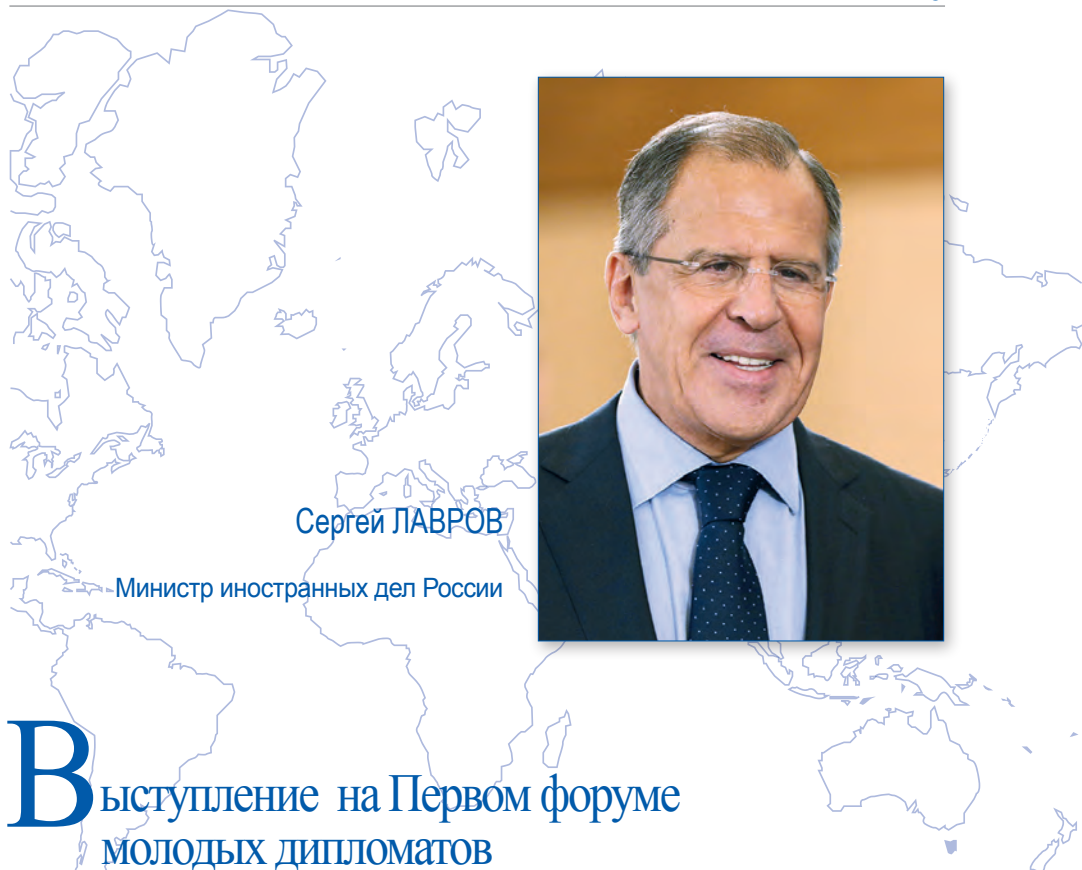 Сергей ЛАВРОВ
Министр иностранных дел России
Выступление на Первом форуме
молодых дипломатов